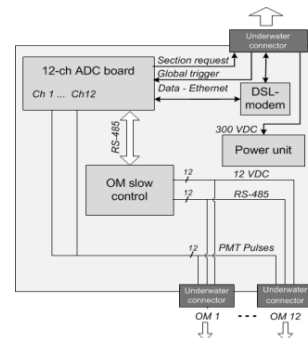 Underwater
connector
Section request
12-ch ADC board
Global trigger
Ch 1 ... Ch12
Data - Ethernet
DSL-
modem
300 VDC
RS-485
Power unit
OM slow
control
12
12 VDC
12
RS-485
12
PMT Pulses
Underwater
connector
Underwater
connector
OM 1
OM 12